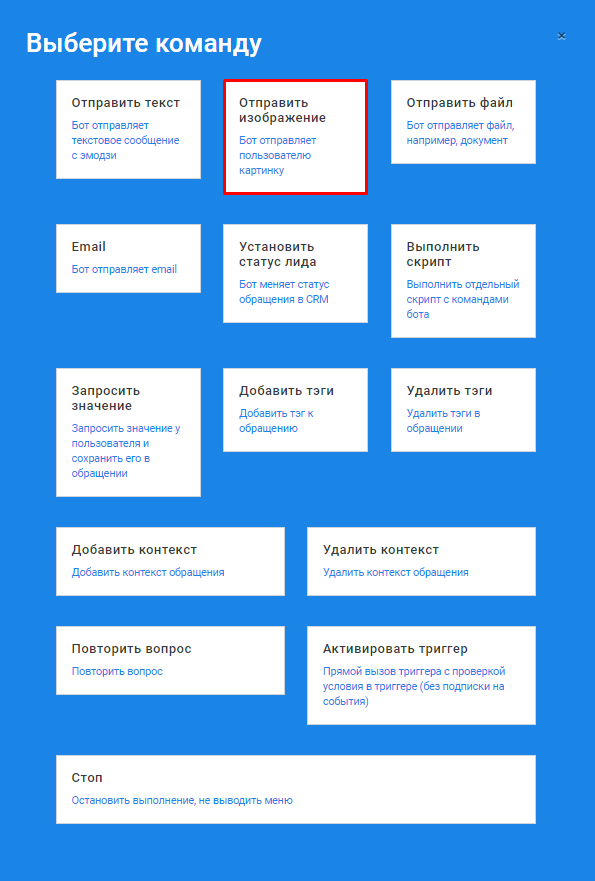 Выберите команду
×
Отправить текст
Бот отправляет
текстовое сообщение
с эмодзи
Отправить
изображение
Бот отправляет
пользователю
картинку
Отправить файл
Бот отправляет файл,
например, документ
Email
Бот отправляет email
Установить
статус лида
Бот меняет статус
обращения в CRM
Выполнить
скрипт
Выполнить отдельный
скрипт с командами
бота
Запросить
значение
Запросить значение у
пользователя и
сохранить его в
обращении
Добавить тэги
Добавить тэг к
обращению
Удалить тэги
Удалить тэги в
обращении
Добавить контекст
Добавить контекст обращения
Удалить контекст
Удалить контекст обращения
Повторить вопрос
Повторить вопрос
Активировать триггер
Прямой вызов триггера с проверкой
условия в триггере (без подписки на
события)
Стоп
Остановить выполнение, не выводить меню